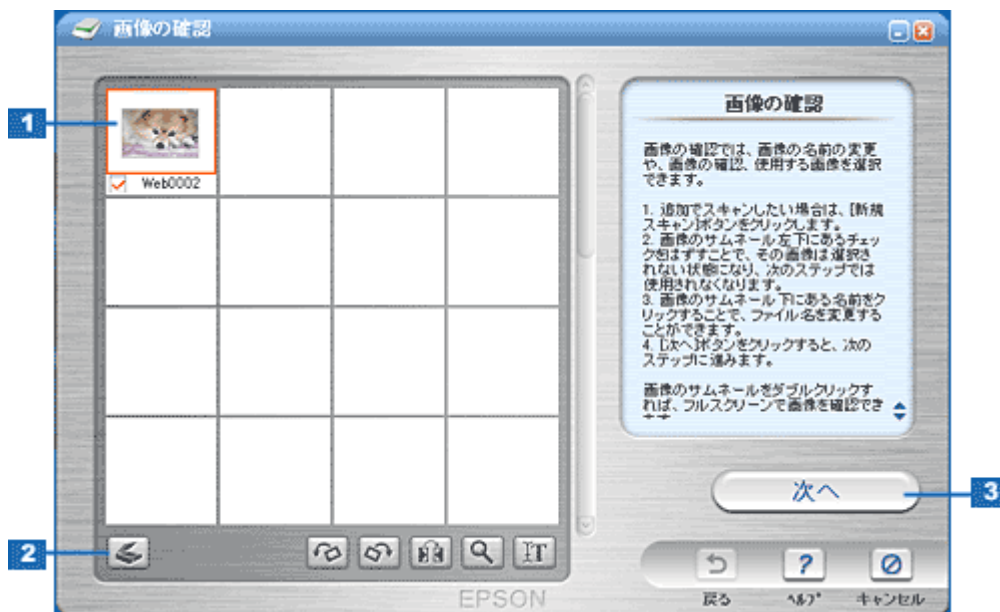 画像の確認
1
Web0002
2
EPSON
画像の確認
画像の確認では、画像の名前の変更
や、画像の確認、使用する画像を選択
できます。
1. 追加でスキャンしたい場合は、[新規
スキャン]ボタンをクリックします。
2. 画像のサムネール左下にあるチェッ
クをはずすことで、その画像は選択さ
れない状態になり、次のステップでは
使用されなくなります。
3. 画像のサムネール下にある名前をク
リックすることで、ファイル名を変更する
ことができます。
4. [次へ]ボタンをクリックすると、次の
ステップに進みます。
画像のサムネールをダブルクリックす
れば、フルスクリーンで画像を確認でき
次へ
3
戻る
ヘルプ
キャンセル